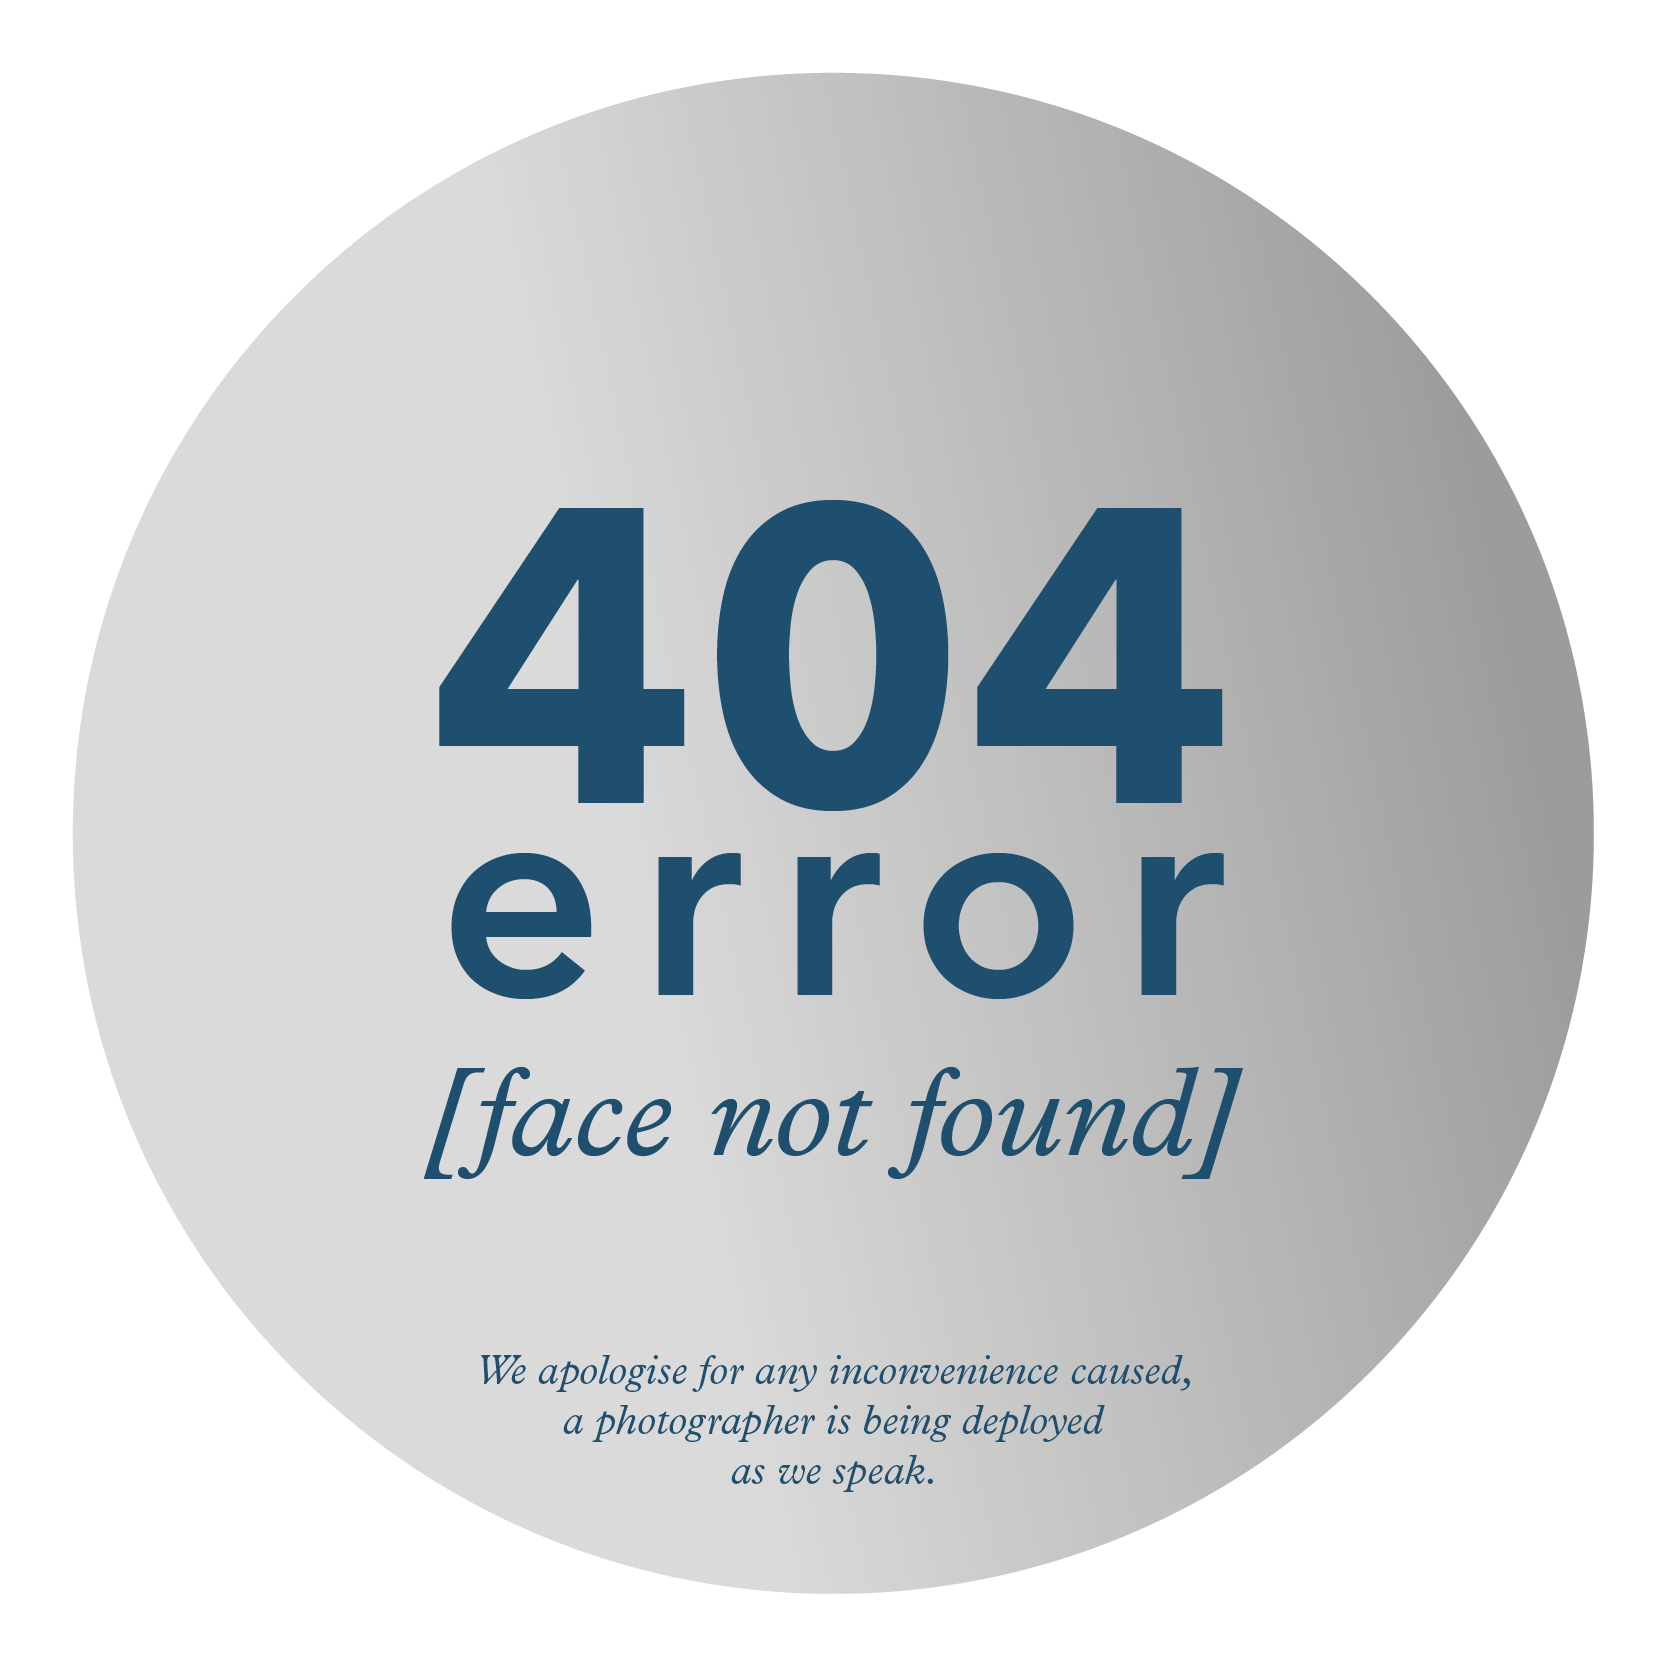 404
error
[face not found]
We apologise for any inconvenience caused,
a photographer is being deployed
as we speak.